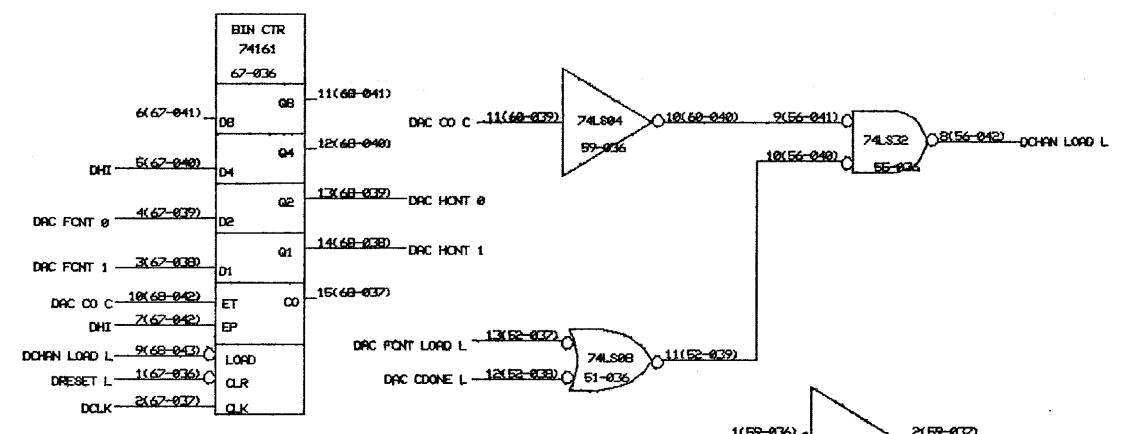 BIN CTR
74161
67-036
6(67-041) D8 Q8 11(68-041)
DHI 5(67-040) D4 Q4 12(68-040)
DAC FCNT 0 4(67-039) D2 Q2 13(68-039) DAC HCNT 0
DAC FCNT 1 3(67-038) D1 Q1 14(68-038) DAC HCNT 1
DAC CO C 10(68-042) ET CO 15(68-037)
DHI 7(67-042) EP
DCHAN LOAD L 9(68-043) LOAD
DRESET L 1(67-036) CLR
DCLK 2(67-037) CLK
DAC CO C 11(60-039) 74LS04 10(60-040) 9(56-041) 74LS32 8(56-042) DCHAN LOAD L
59-036
10(56-040) 55-036
DAC FCNT LOAD L 13(52-037)
74LS08 11(52-039)
DAC CDONE L 12(52-038) 51-036
1(59-036) 2(59-037)